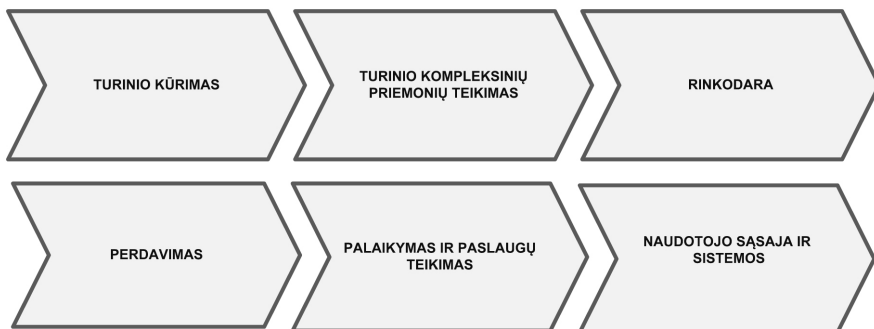 TURINIO KŪRIMAS
TURINIO KOMPLEKSINIŲ
PRIEMONIŲ TEIKIMAS
RINKODARA
PERDAVIMAS
PALAIKYMAS IR PASLAUGŲ
TEIKIMAS
NAUDOTOJO SĄSAJA IR
SISTEMOS